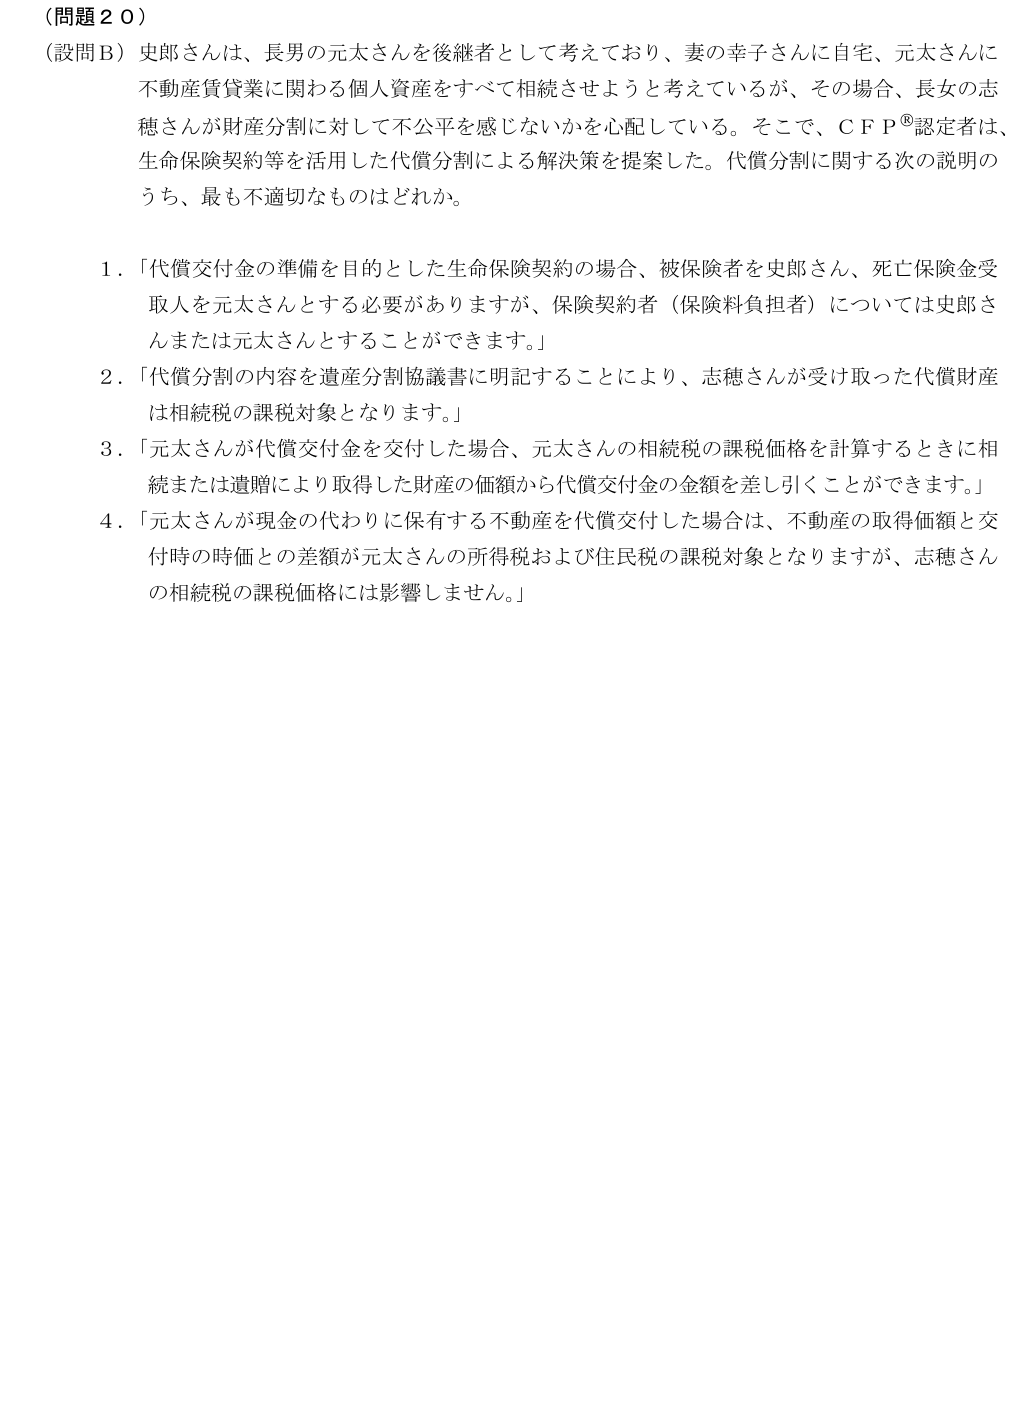 （問題２０）
（設問Ｂ）史郎さんは、長男の元太さんを後継者として考えており、妻の幸子さんに自宅、元太さんに
不動産賃貸業に関わる個人資産をすべて相続させようと考えているが、その場合、長女の志
穂さんが財産分割に対して不公平を感じないかを心配している。そこで、ＣＦＰ®認定者は、
生命保険契約等を活用した代償分割による解決策を提案した。代償分割に関する次の説明の
うち、最も不適切なものはどれか。
１．「代償交付金の準備を目的とした生命保険契約の場合、被保険者を史郎さん、死亡保険金受
取人を元太さんとする必要がありますが、保険契約者（保険料負担者）については史郎さ
んまたは元太さんとすることができます。」
２．「代償分割の内容を遺産分割協議書に明記することにより、志穂さんが受け取った代償財産
は相続税の課税対象となります。」
３．「元太さんが代償交付金を交付した場合、元太さんの相続税の課税価格を計算するときに相
続または遺贈により取得した財産の価額から代償交付金の金額を差し引くことができます。」
４．「元太さんが現金の代わりに保有する不動産を代償交付した場合は、不動産の取得価額と交
付時の時価との差額が元太さんの所得税および住民税の課税対象となりますが、志穂さん
の相続税の課税価格には影響しません。」